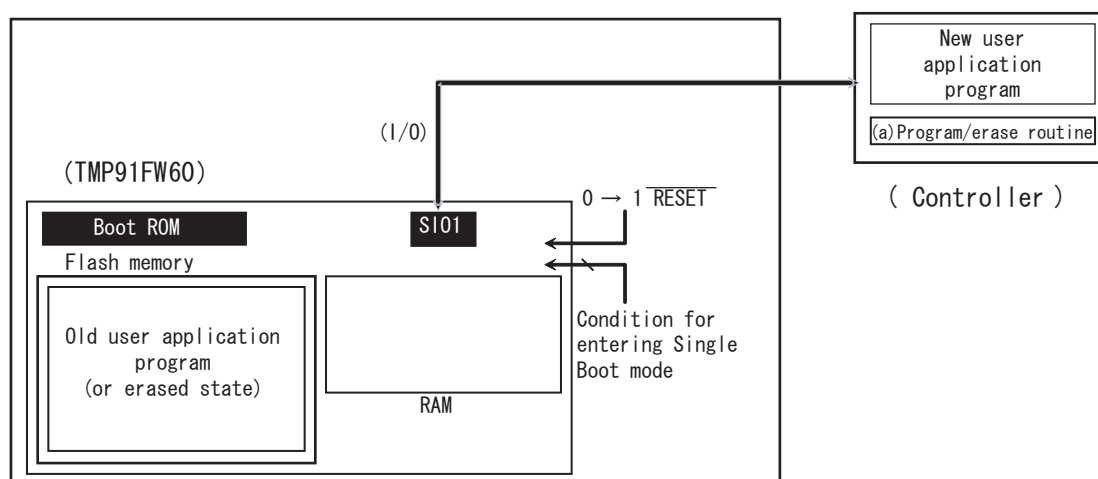 New user
application
program
(a)Program/erase routine
( Controller )
(I/O)
(TMP91FW60)
0 → 1 RESET
Boot ROM
SIO1
Flash memory
Old user application
program
(or erased state)
RAM
Condition for
entering Single
Boot mode